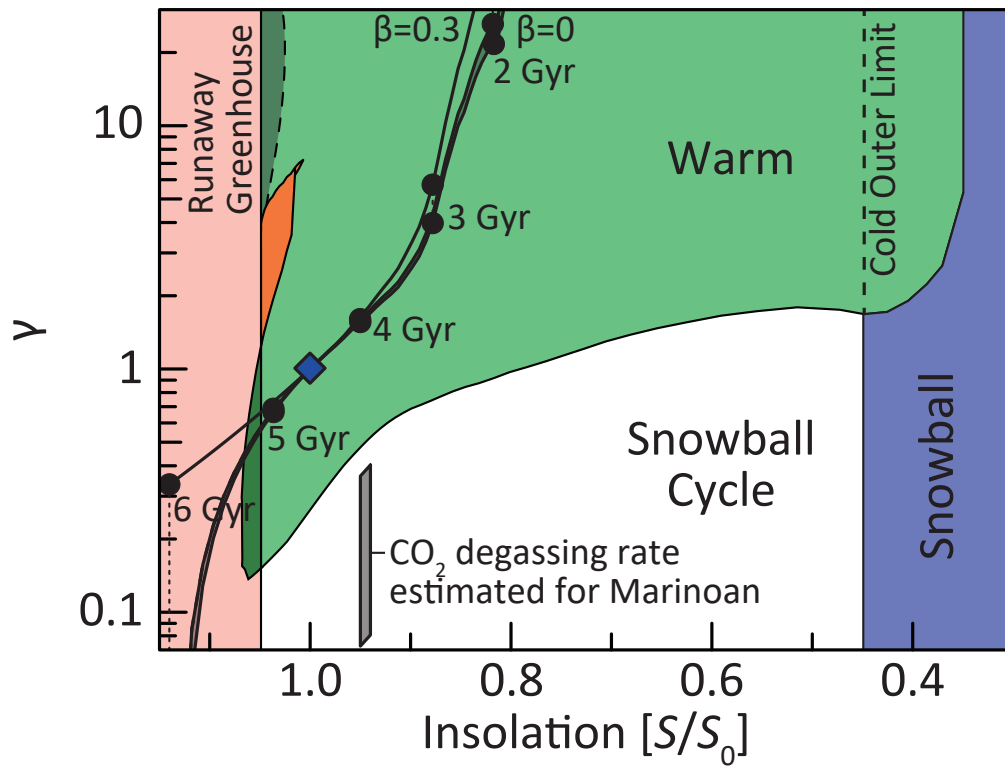 β=0.3
β=0
2 Gyr
Runaway
Greenhouse
Cold Outer Limit
10
Warm
3 Gyr
4 Gyr
γ
1
5 Gyr
Snowball
Cycle
Snowball
6 Gyr
CO₂ degassing rate
estimated for Marinoan
0.1
1.0
0.8
0.6
0.4
Insolation [S/S₀]